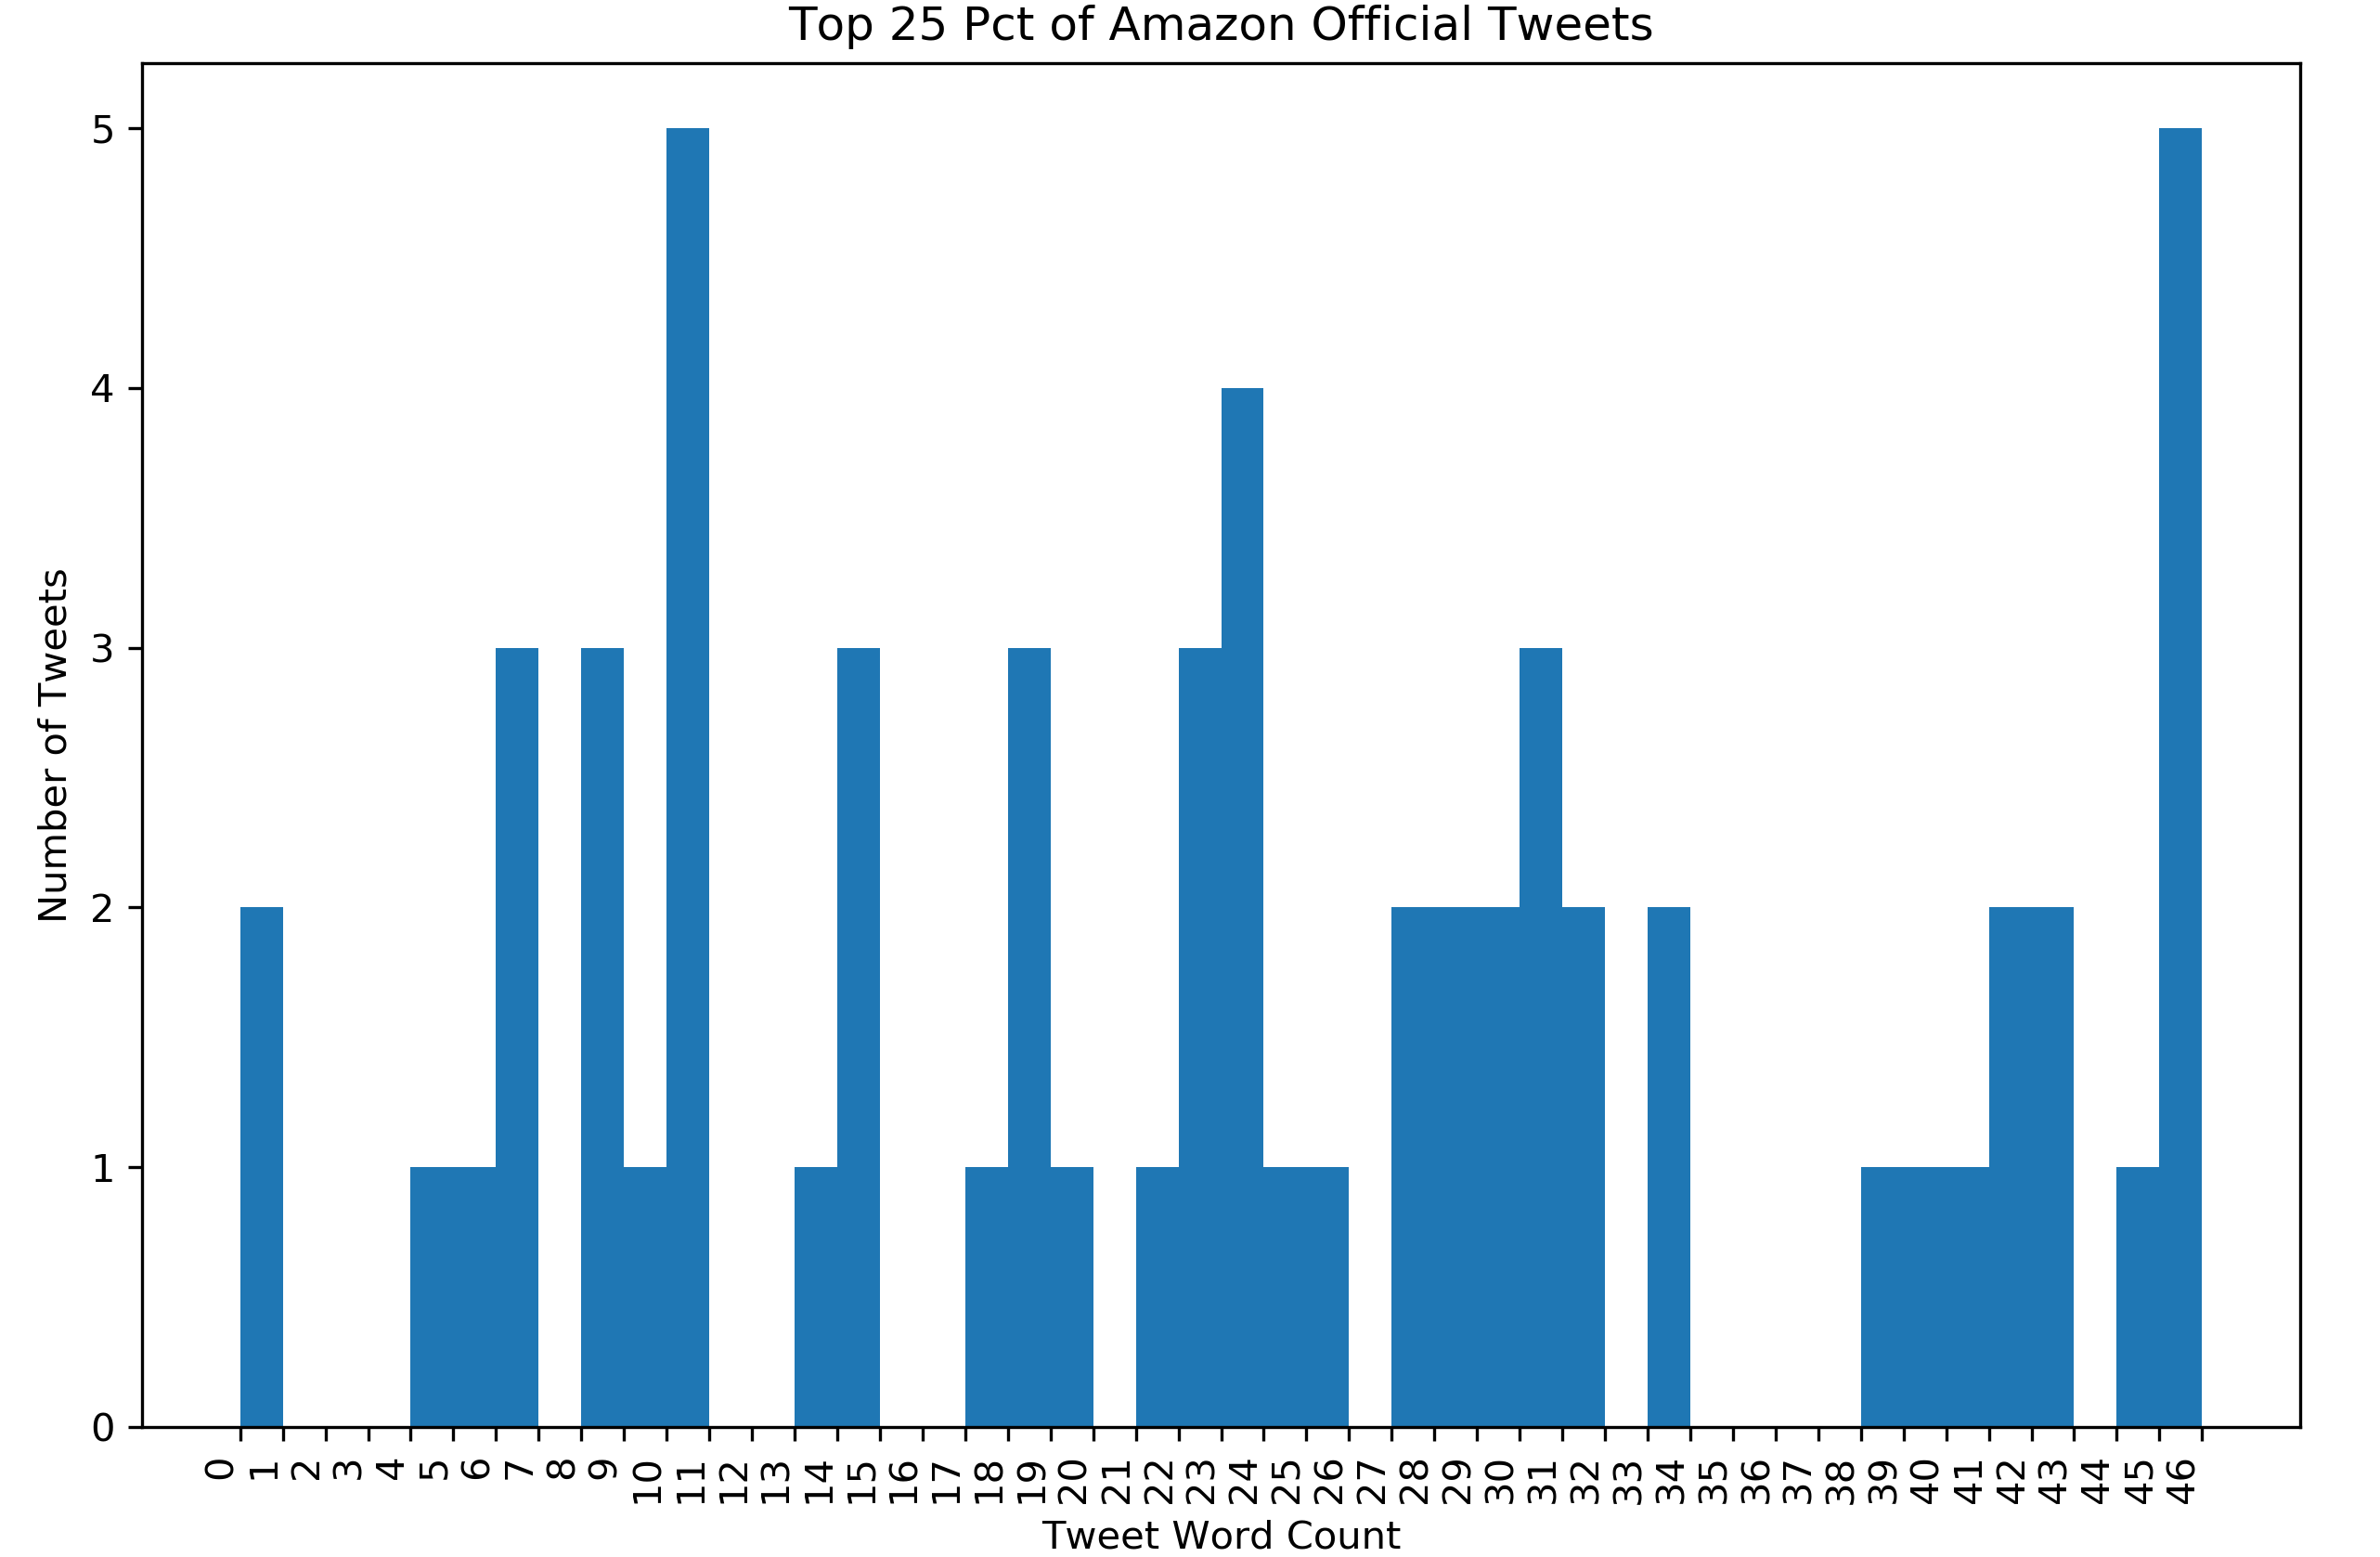 Top 25 Pct of Amazon Official Tweets
5
4
3
2
1
0
Number of Tweets
0 1 2 3 4 5 6 7 8 9 10 11 12 13 14 15 16 17 18 19 20 21 22 23 24 25 26 27 28 29 30 31 32 33 34 35 36 37 38 39 40 41 42 43 44 45 46
Tweet Word Count